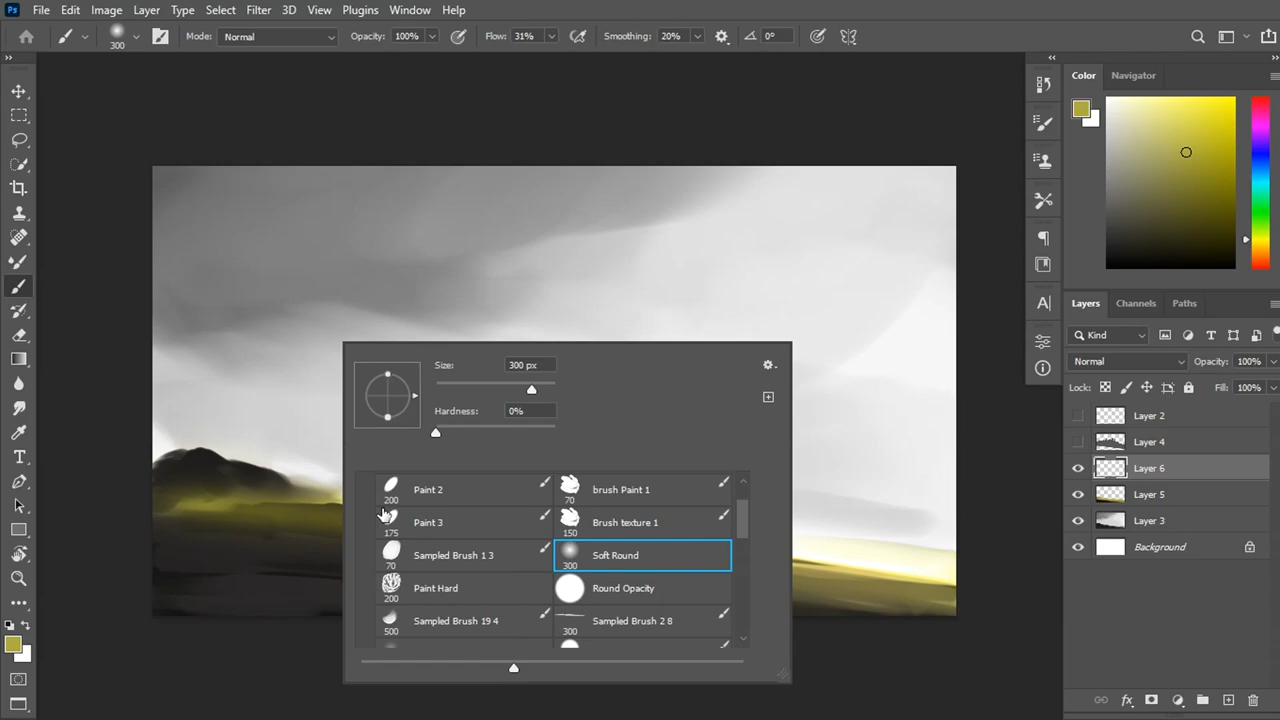 Ps File Edit Image Layer Type Select Filter 3D View Plugins Window Help
300 Mode: Normal Opacity: 100% Flow: 31% Smoothing: 20% 0°
Color Navigator
Layers Channels Paths
Kind
Normal Opacity: 100%
Lock: Fill: 100%
Layer 2
Layer 4
Layer 6
Layer 5
Layer 3
Background
Size: 300 px
Hardness: 0%
200 Paint 2 70 brush Paint 1
175 Paint 3 150 Brush texture 1
70 Sampled Brush 1 3 300 Soft Round
200 Paint Hard Round Opacity
500 Sampled Brush 19 4 300 Sampled Brush 2 8